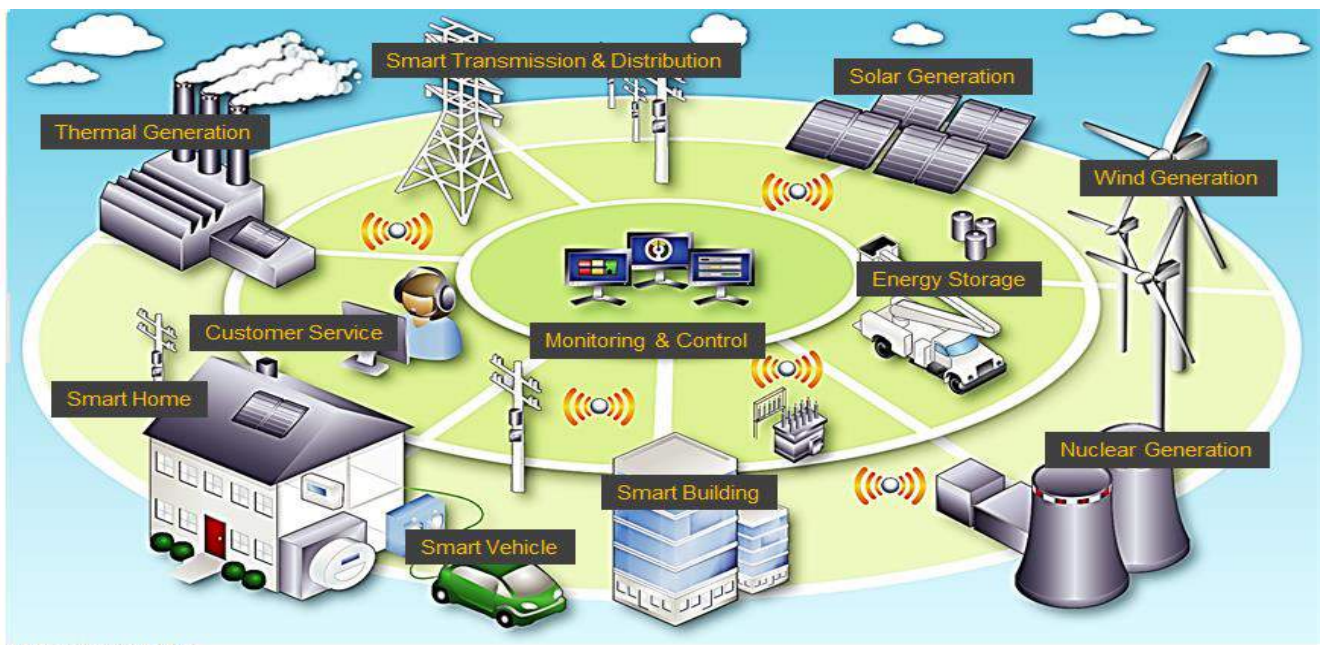 Smart Transmission & Distribution
Solar Generation
Thermal Generation
Wind Generation
Energy Storage
Customer Service
Monitoring & Control
Smart Home
Nuclear Generation
Smart Building
Smart Vehicle